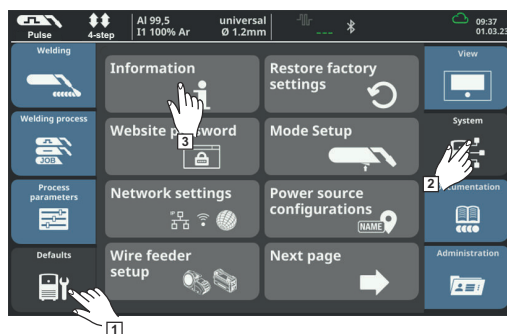 Pulse
4-step
Al 99,5 universal
I1 100% Ar Ø 1.2mm
---
09:37
01.03.23
Welding
Welding process
JOB
Process
parameters
Defaults
1
Information
3
Restore factory
settings
Website password
Mode Setup
Network settings
Power source
configurations
NAME
Wire feeder
setup
Next page
View
System
2
Documentation
Administration